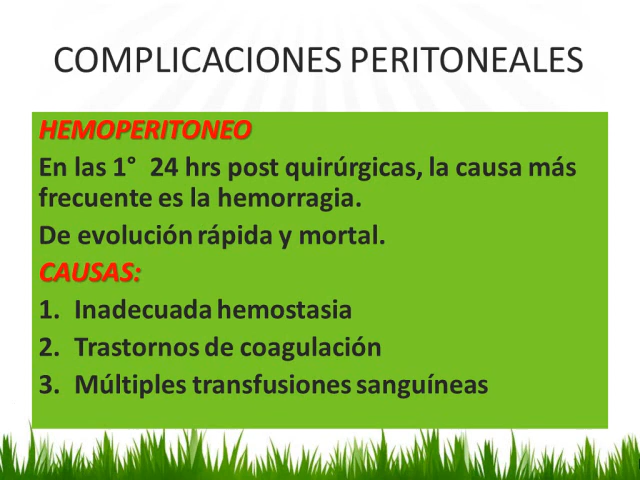 COMPLICACIONES PERITONEALES
HEMOPERITONEO
En las 1° 24 hrs post quirúrgicas, la causa más
frecuente es la hemorragia.
De evolución rápida y mortal.
CAUSAS:
1. Inadecuada hemostasia
2. Trastornos de coagulación
3. Múltiples transfusiones sanguíneas